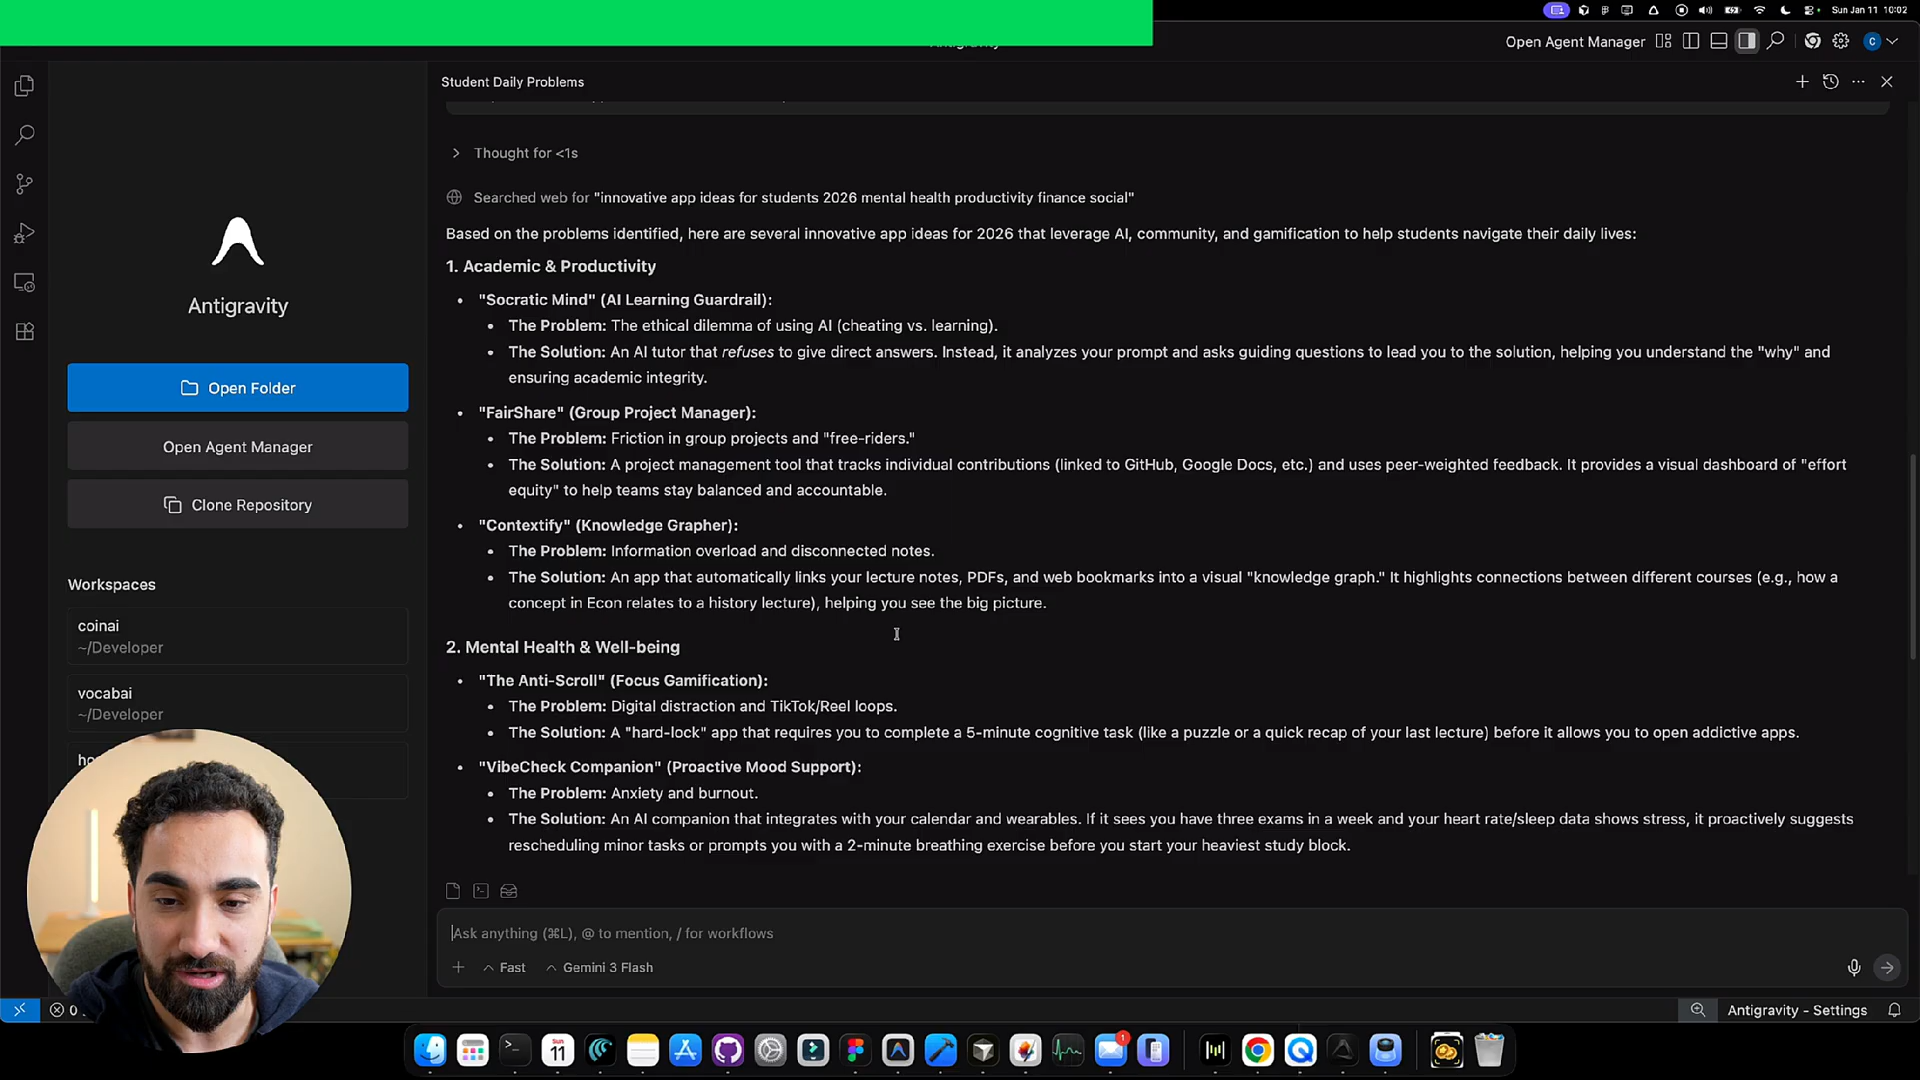 Sun Jan 11 10:02
Open Agent Manager
C
Student Daily Problems
Thought for <1s
Searched web for "innovative app ideas for students 2026 mental health productivity finance social"
Based on the problems identified, here are several innovative app ideas for 2026 that leverage AI, community, and gamification to help students navigate their daily lives:
1. Academic & Productivity
• "Socratic Mind" (AI Learning Guardrail):
• The Problem: The ethical dilemma of using AI (cheating vs. learning).
• The Solution: An AI tutor that refuses to give direct answers. Instead, it analyzes your prompt and asks guiding questions to lead you to the solution, helping you understand the "why" and
ensuring academic integrity.
• "FairShare" (Group Project Manager):
• The Problem: Friction in group projects and "free-riders."
• The Solution: A project management tool that tracks individual contributions (linked to GitHub, Google Docs, etc.) and uses peer-weighted feedback. It provides a visual dashboard of "effort
equity" to help teams stay balanced and accountable.
• "Contextify" (Knowledge Grapher):
• The Problem: Information overload and disconnected notes.
• The Solution: An app that automatically links your lecture notes, PDFs, and web bookmarks into a visual "knowledge graph." It highlights connections between different courses (e.g., how a
concept in Econ relates to a history lecture), helping you see the big picture.
2. Mental Health & Well-being
• "The Anti-Scroll" (Focus Gamification):
• The Problem: Digital distraction and TikTok/Reel loops.
• The Solution: A "hard-lock" app that requires you to complete a 5-minute cognitive task (like a puzzle or a quick recap of your last lecture) before it allows you to open addictive apps.
• "VibeCheck Companion" (Proactive Mood Support):
• The Problem: Anxiety and burnout.
• The Solution: An AI companion that integrates with your calendar and wearables. If it sees you have three exams in a week and your heart rate/sleep data shows stress, it proactively suggests
rescheduling minor tasks or prompts you with a 2-minute breathing exercise before you start your heaviest study block.
Antigravity
Open Folder
Open Agent Manager
Clone Repository
Workspaces
coinai
~/Developer
vocabai
~/Developer
Ask anything (⌘L), @ to mention, / for workflows
Fast
Gemini 3 Flash
0
Antigravity - Settings
Sun
11
1